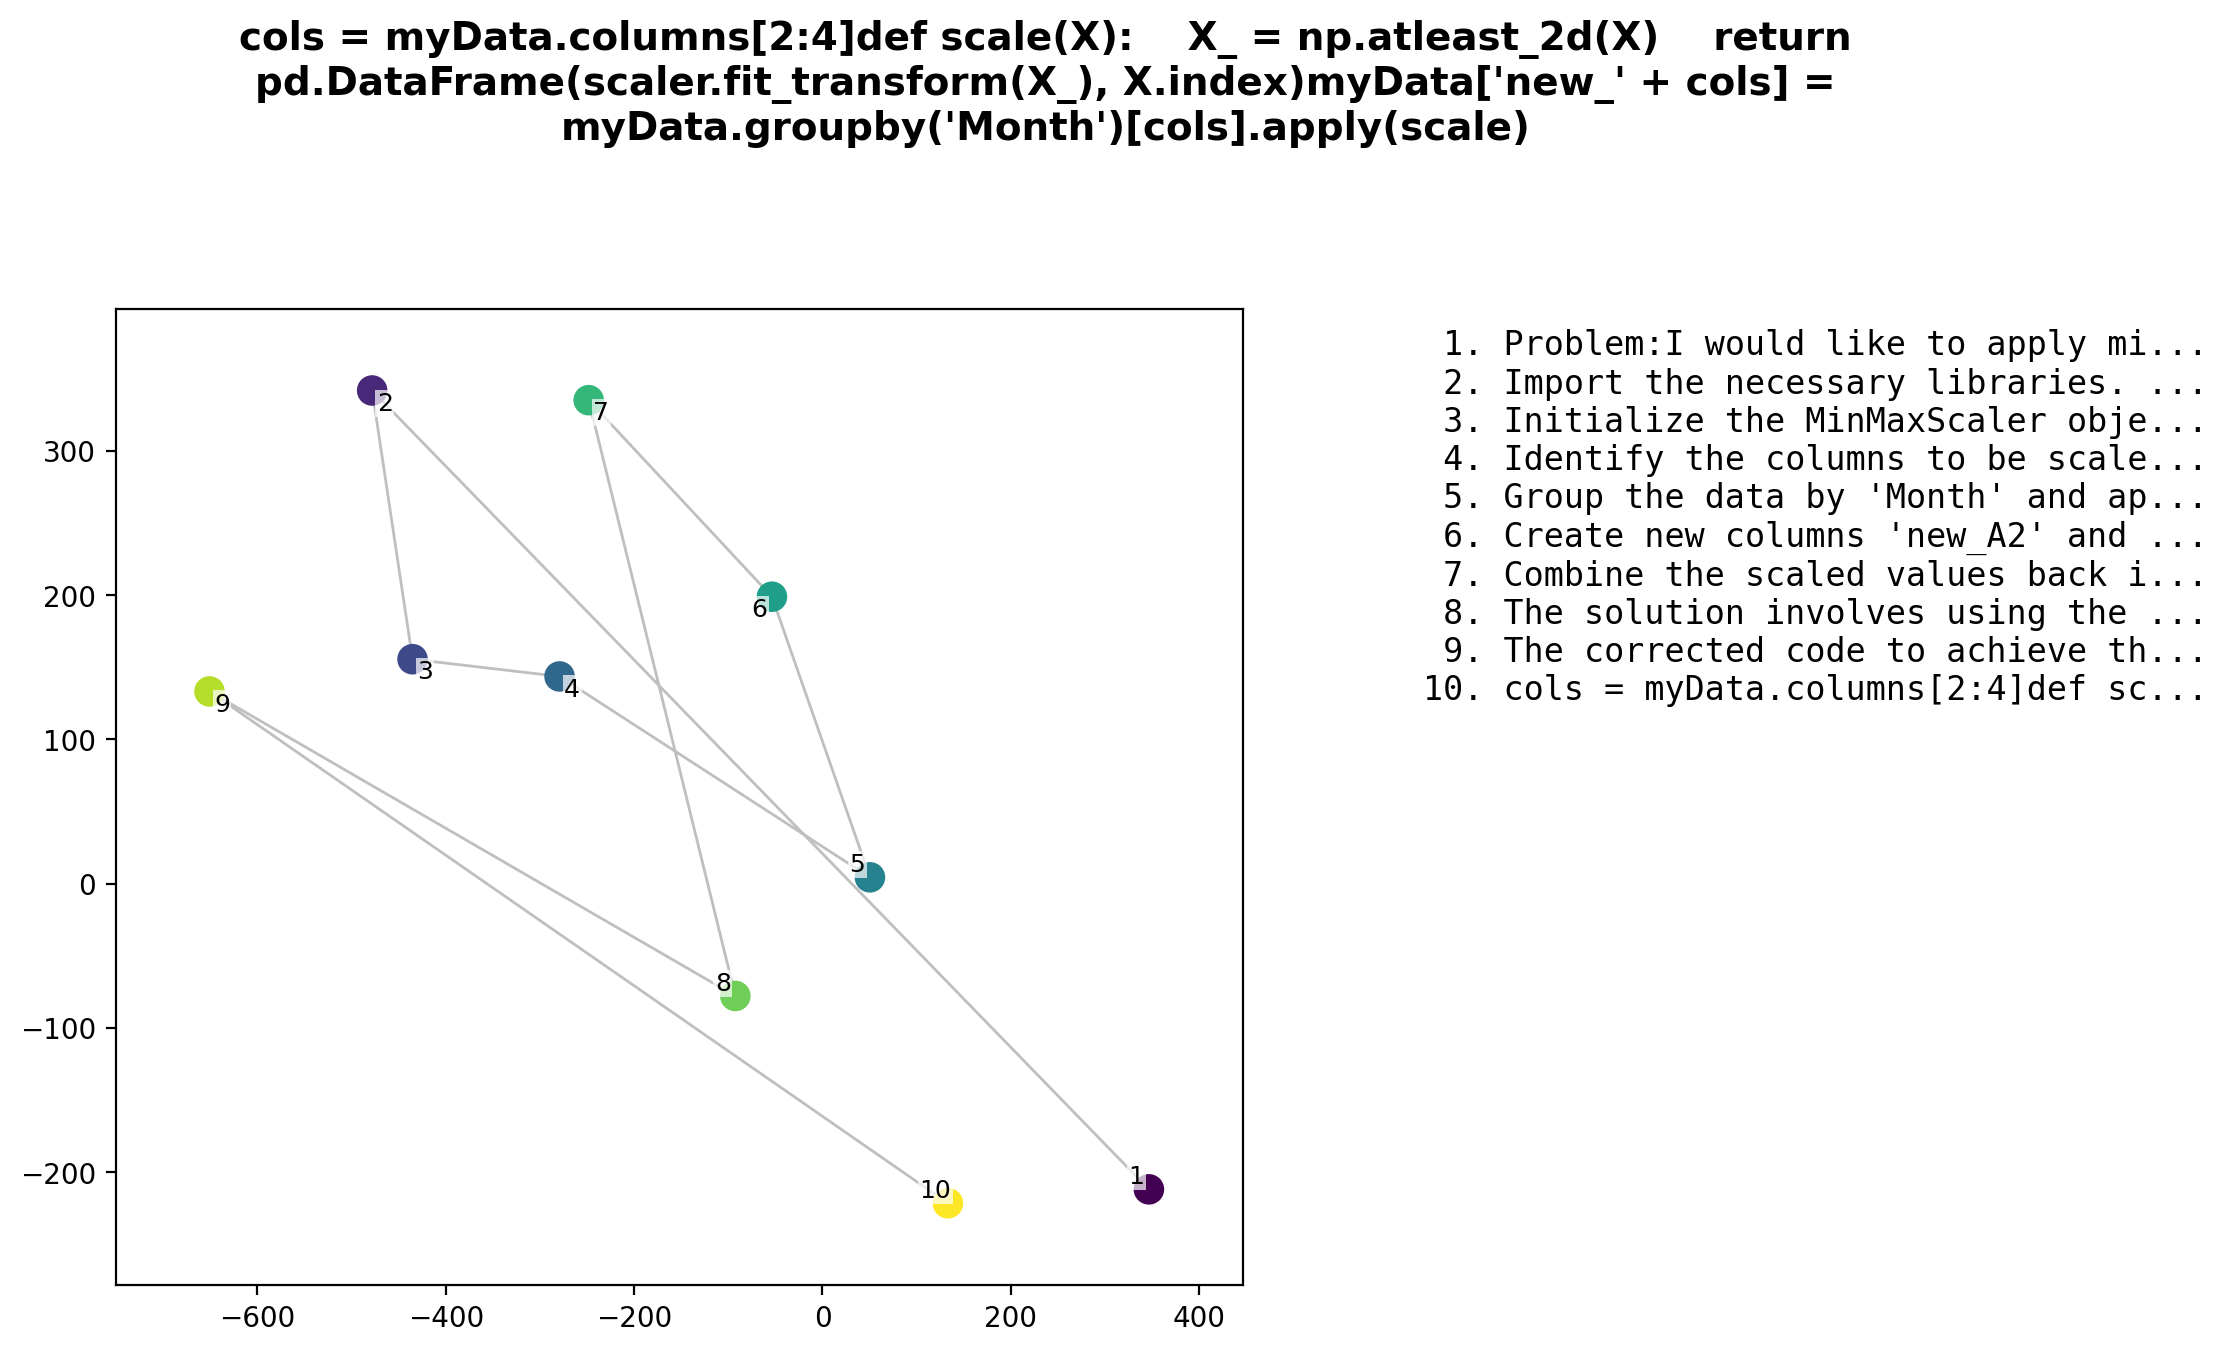 cols = myData.columns[2:4]def scale(X):    X_ = np.atleast_2d(X)    return
pd.DataFrame(scaler.fit_transform(X_), X.index)myData['new_' + cols] =
myData.groupby('Month')[cols].apply(scale)
1. Problem:I would like to apply mi...
2. Import the necessary libraries. ...
3. Initialize the MinMaxScaler obje...
4. Identify the columns to be scale...
5. Group the data by 'Month' and ap...
6. Create new columns 'new_A2' and ...
7. Combine the scaled values back i...
8. The solution involves using the ...
9. The corrected code to achieve th...
10. cols = myData.columns[2:4]def sc...
300
200
100
0
−100
−200
−600
−400
−200
0
200
400
2
7
6
3
4
9
5
8
1
10